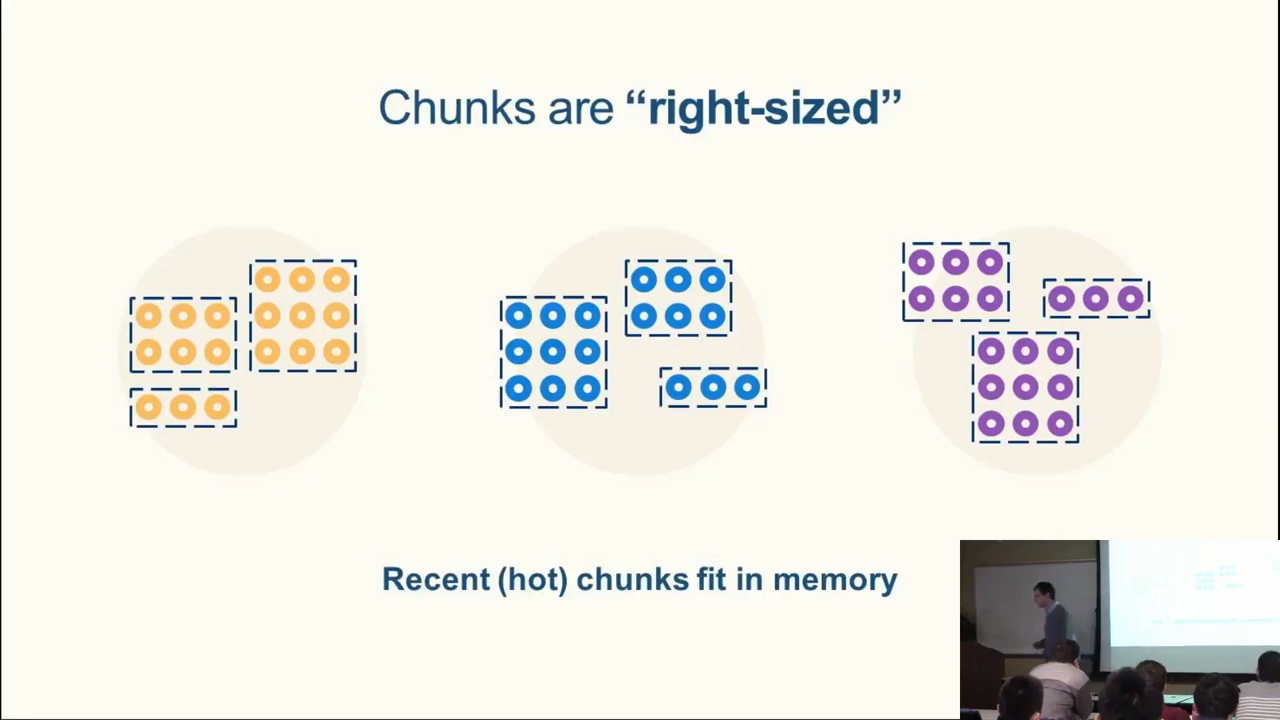 Chunks are “right-sized”
Recent (hot) chunks fit in memory